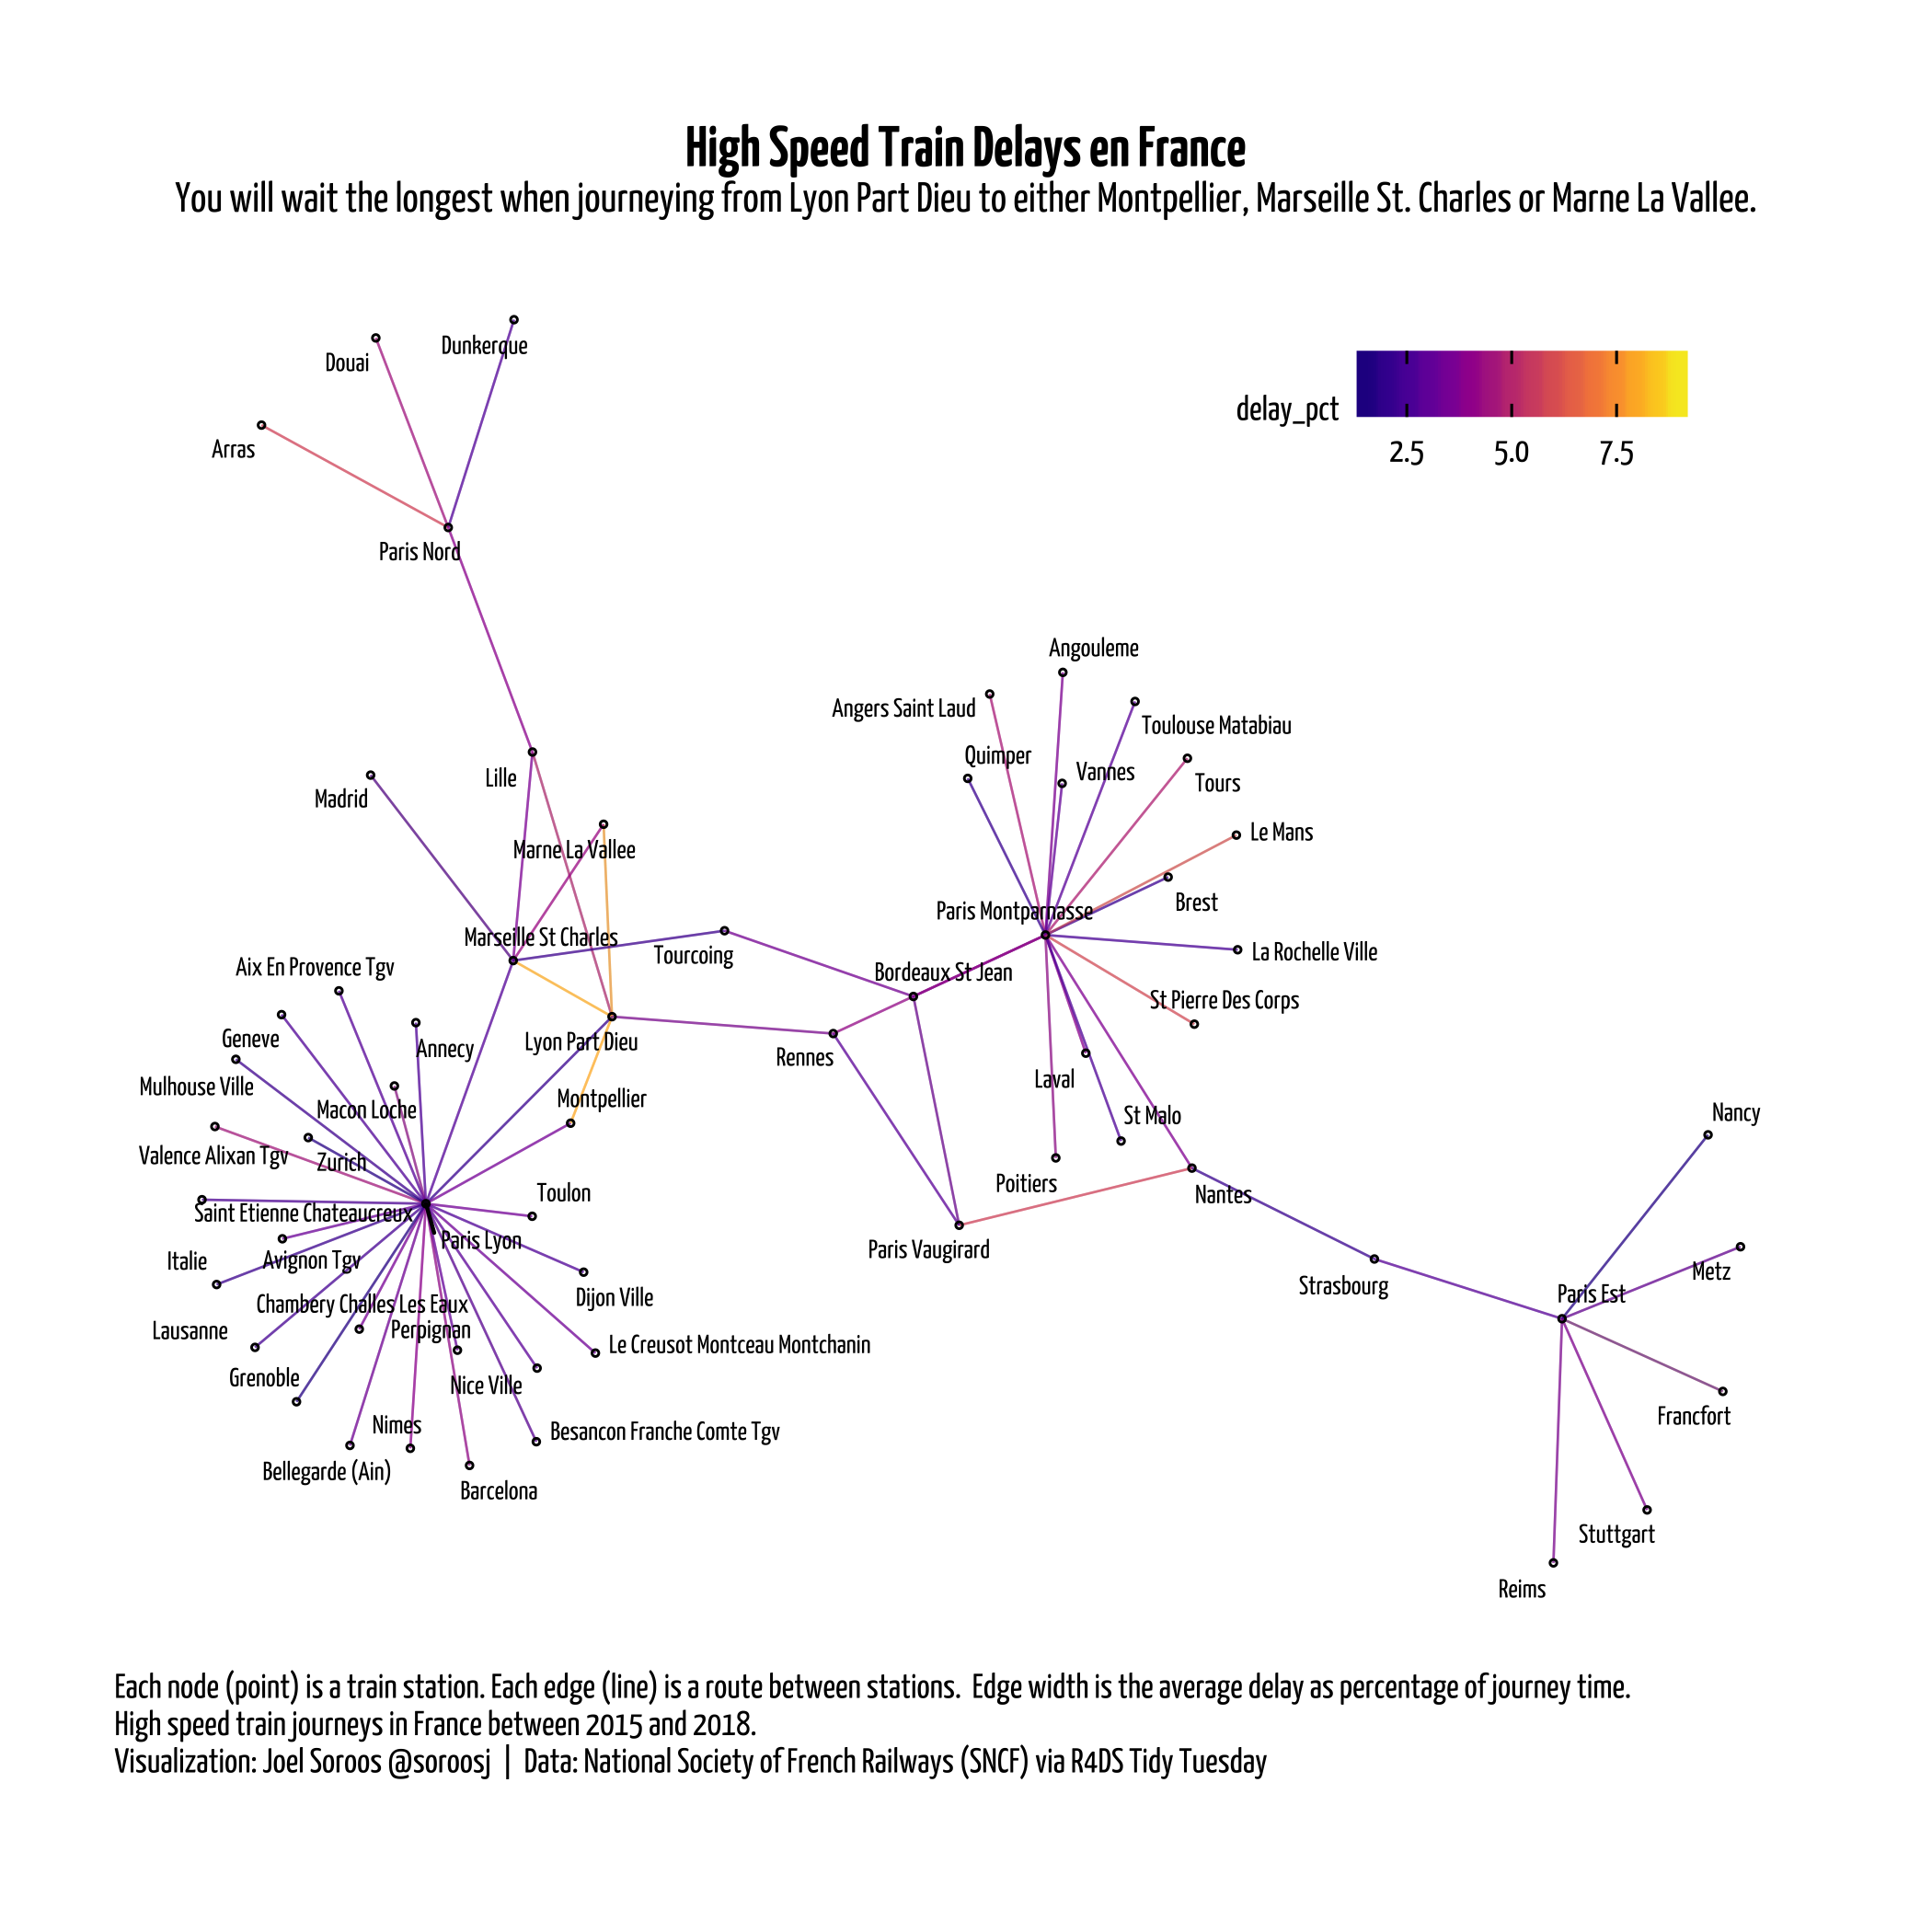 High Speed Train Delays en France
You will wait the longest when journeying from Lyon Part Dieu to either Montpellier, Marseille St. Charles or Marne La Vallee.
Dunkerque
Douai
delay_pct
2.5 5.0 7.5
Arras
Paris Nord
Angouleme
Angers Saint Laud
Toulouse Matabiau
Quimper
Vannes
Lille
Tours
Madrid
Le Mans
Marne La Vallee
Brest
Paris Montparnasse
Marseille St Charles
La Rochelle Ville
Tourcoing
Aix En Provence Tgv
Bordeaux St Jean
St Pierre Des Corps
Geneve
Lyon Part Dieu
Annecy
Rennes
Laval
Mulhouse Ville
Montpellier
Macon Loche
St Malo
Nancy
Valence Alixan Tgv
Zurich
Poitiers
Toulon
Nantes
Saint Etienne Chateaucreux
Paris Lyon
Paris Vaugirard
Italie
Avignon Tgv
Metz
Strasbourg
Paris Est
Dijon Ville
Chambery Challes Les Eaux
Lausanne
Perpignan
Le Creusot Montceau Montchanin
Grenoble
Nice Ville
Francfort
Nimes
Besancon Franche Comte Tgv
Bellegarde (Ain)
Barcelona
Stuttgart
Reims
Each node (point) is a train station. Each edge (line) is a route between stations.  Edge width is the average delay as percentage of journey time.
High speed train journeys in France between 2015 and 2018.
Visualization: Joel Soroos @soroosj | Data: National Society of French Railways (SNCF) via R4DS Tidy Tuesday